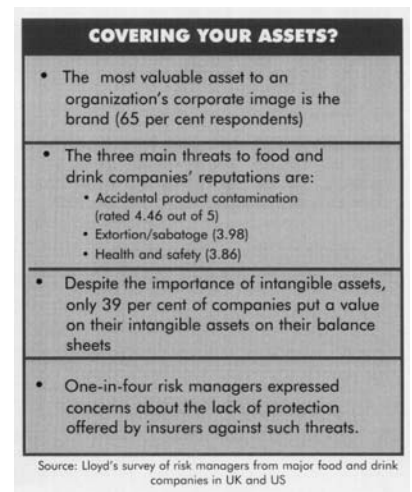 COVERING YOUR ASSETS?
• The most valuable asset to an
organization's corporate image is the
brand (65 per cent respondents)
• The three main threats to food and
drink companies' reputations are:
• Accidental product contamination
(rated 4.46 out of 5)
• Extortion/sabatoge (3.98)
• Health and safety (3.86)
• Despite the importance of intangible assets,
only 39 per cent of companies put a value
on their intangible assets on their balance
sheets
• One-in-four risk managers expressed
concerns about the lack of protection
offered by insurers against such threats.
Source: Lloyd's survey of risk managers from major food and drink
companies in UK and US